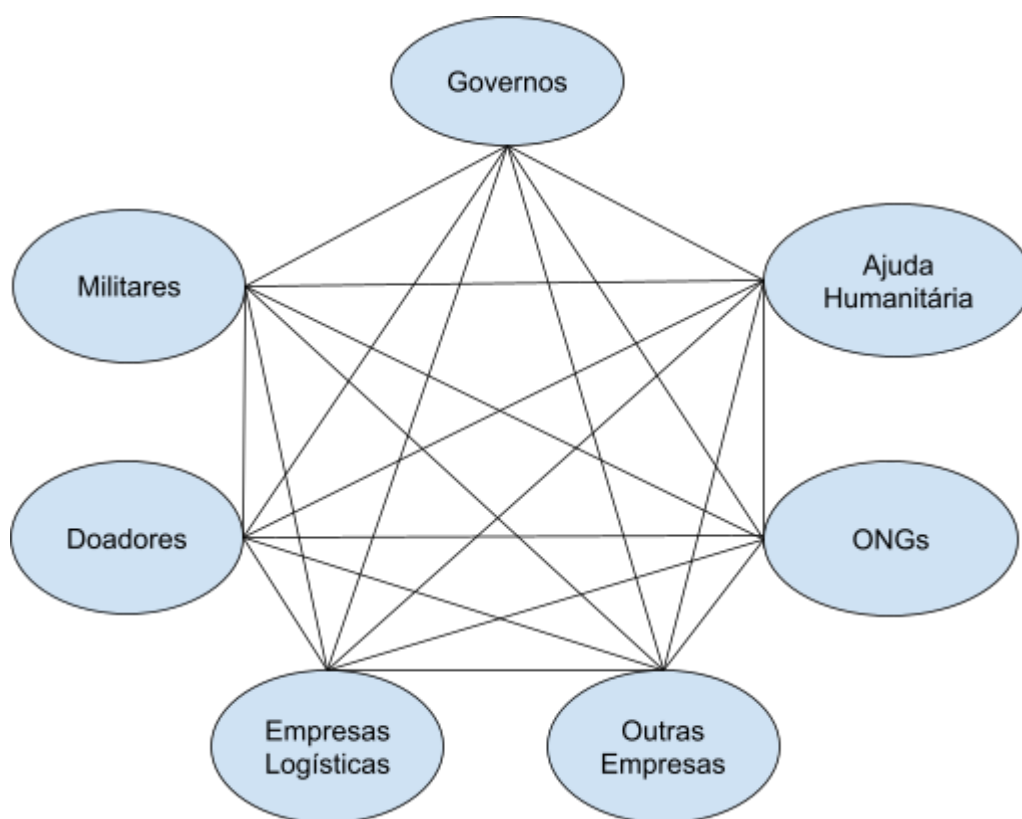 Governos
Militares
Ajuda
Humanitária
Doadores
ONGs
Empresas
Logísticas
Outras
Empresas